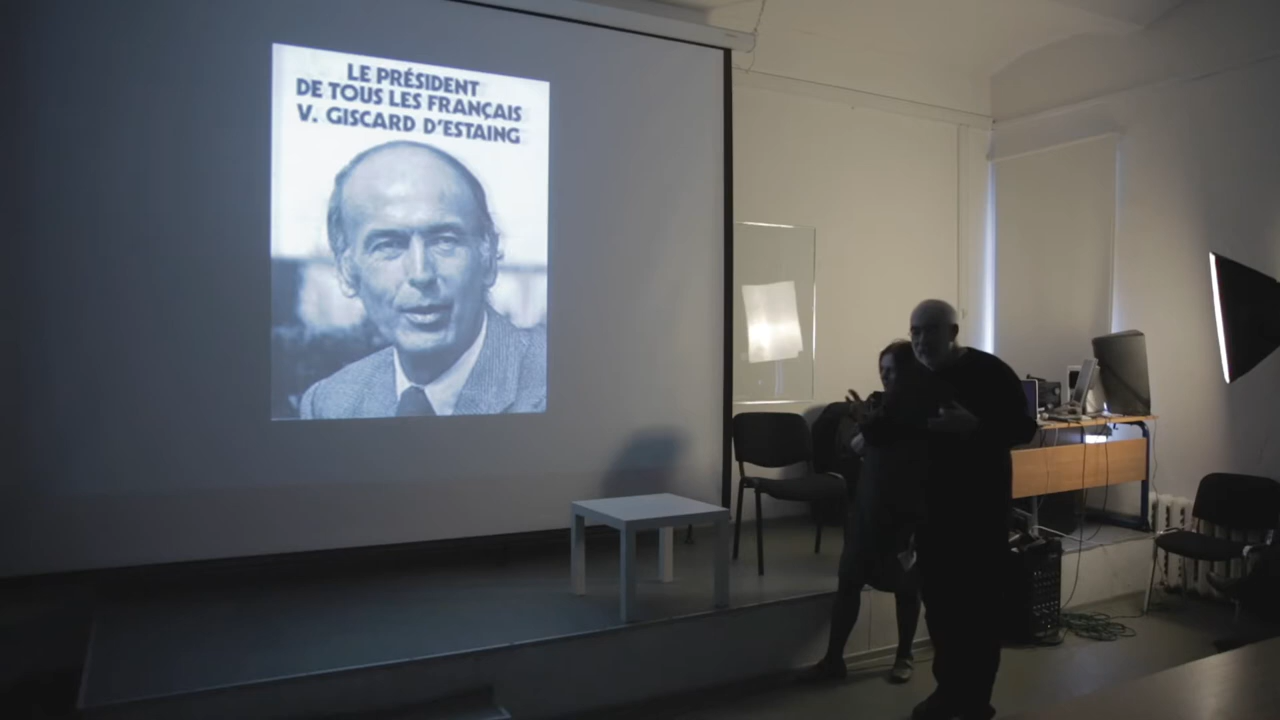 LE PRÉSIDENT
DE TOUS LES FRANÇAIS
V. GISCARD D'ESTAING